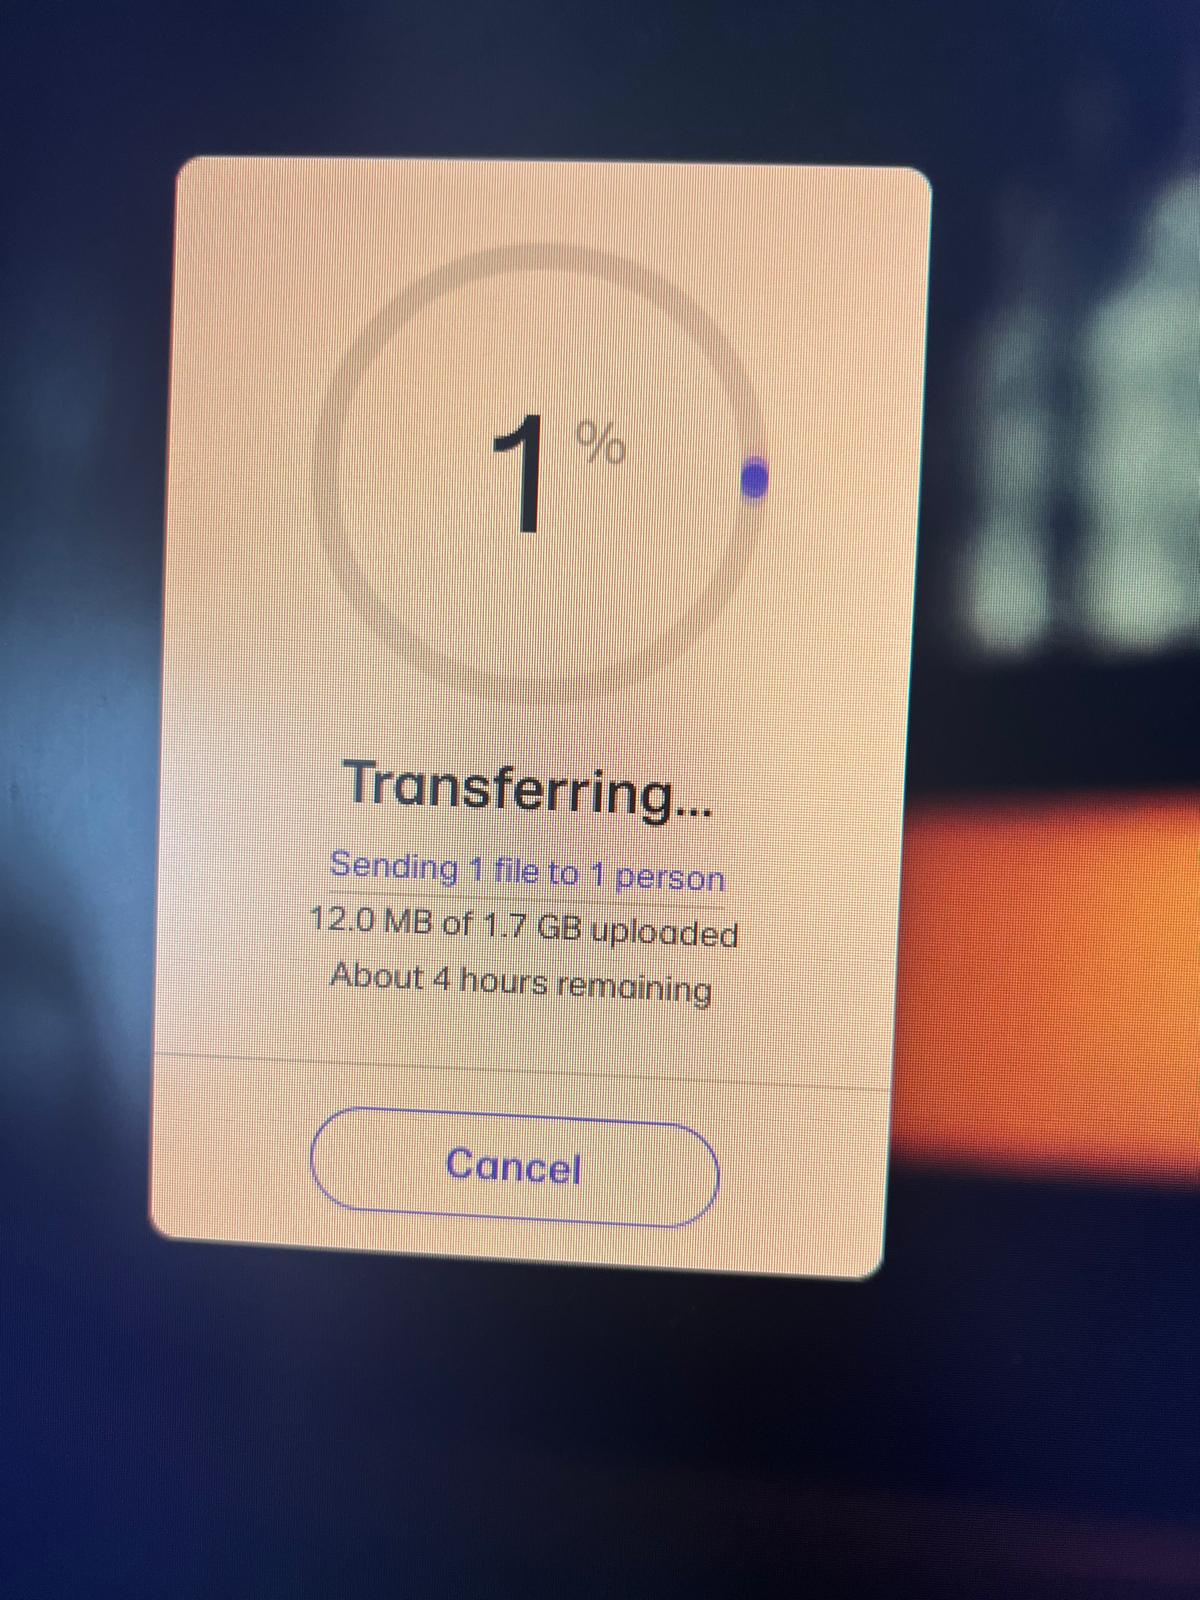 1 %
Transferring...
Sending 1 file to 1 person
12.0 MB of 1.7 GB uploaded
About 4 hours remaining
Cancel